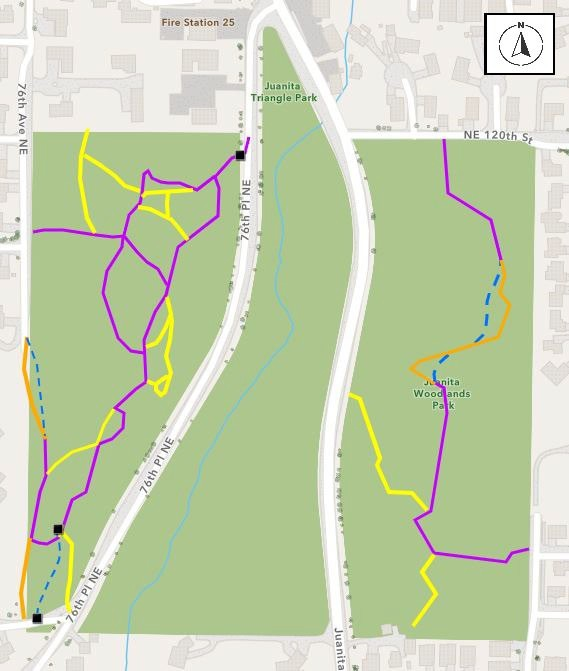 Fire Station 25
N
Juanita
Triangle Park
76th Ave NE
NE 120th St
76th Pl NE
Juanita
Woodlands
Park
76th Pl NE
76th Pl NE
Juanita